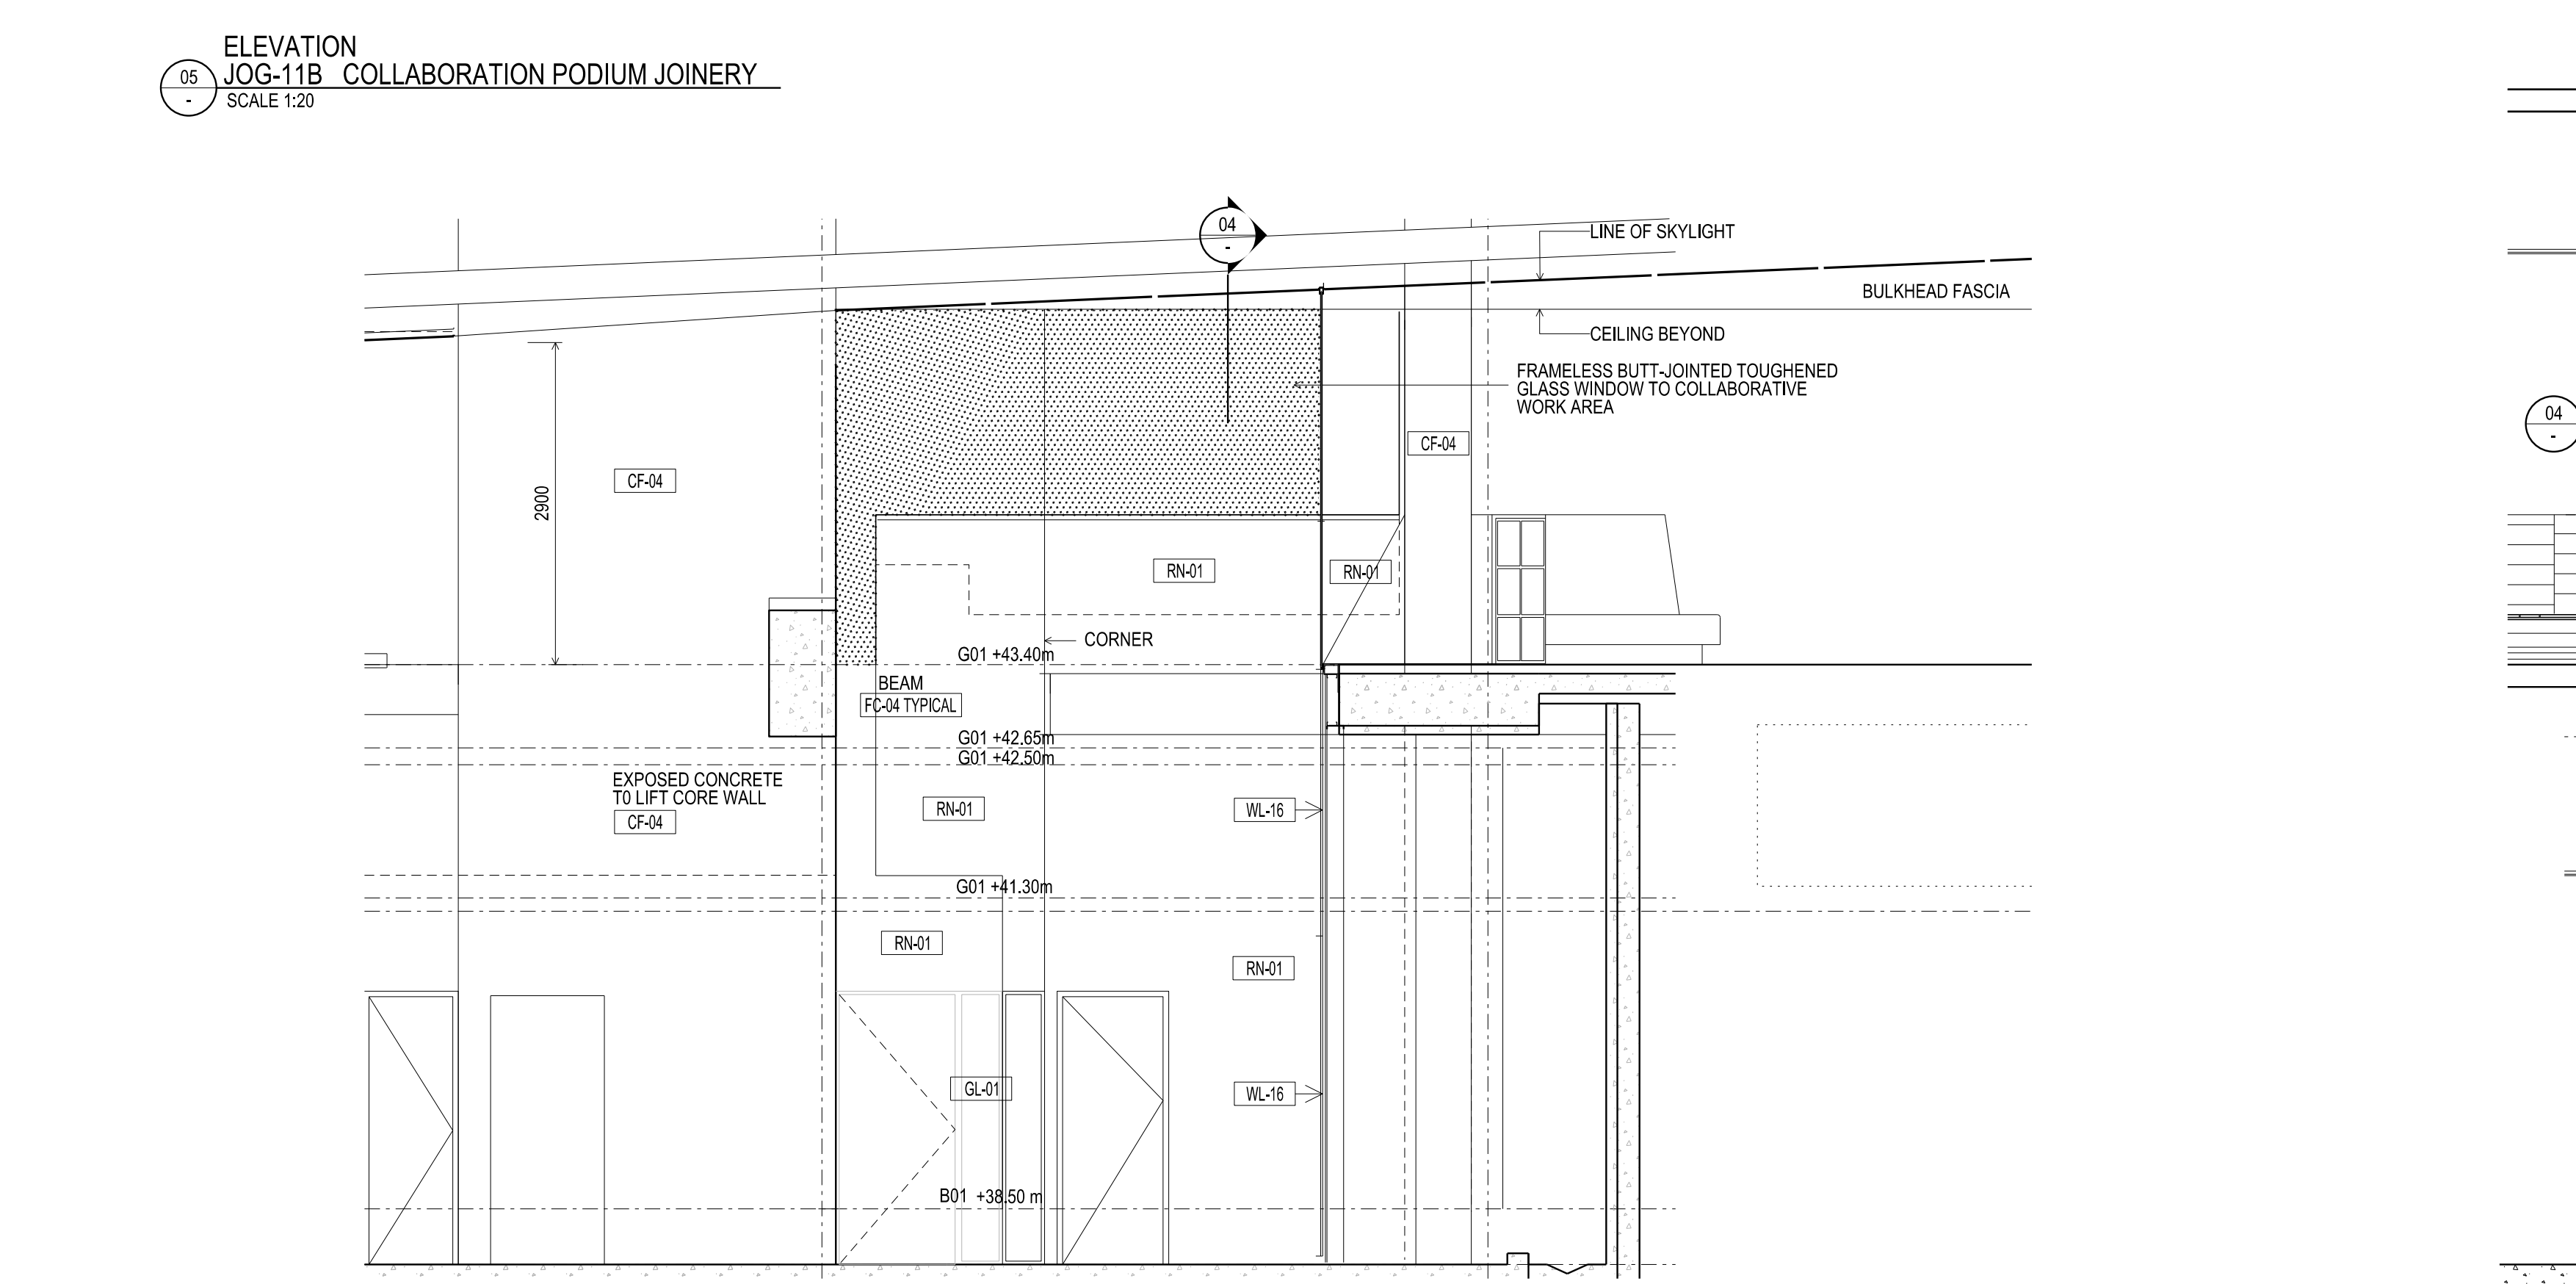 ELEVATION
05
JOG-11B COLLABORATION PODIUM JOINERY
-
SCALE 1:20
04
-
LINE OF SKYLIGHT
BULKHEAD FASCIA
CEILING BEYOND
FRAMELESS BUTT-JOINTED TOUGHENED
GLASS WINDOW TO COLLABORATIVE
WORK AREA
04
-
CF-04
CF-04
2900
RN-01
RN-01
CORNER
G01 +43.40m
BEAM
FC-04 TYPICAL
G01 +42.65m
G01 +42.50m
EXPOSED CONCRETE
T0 LIFT CORE WALL
CF-04
RN-01
WL-16
G01 +41.30m
RN-01
RN-01
GL-01
WL-16
B01 +38.50 m